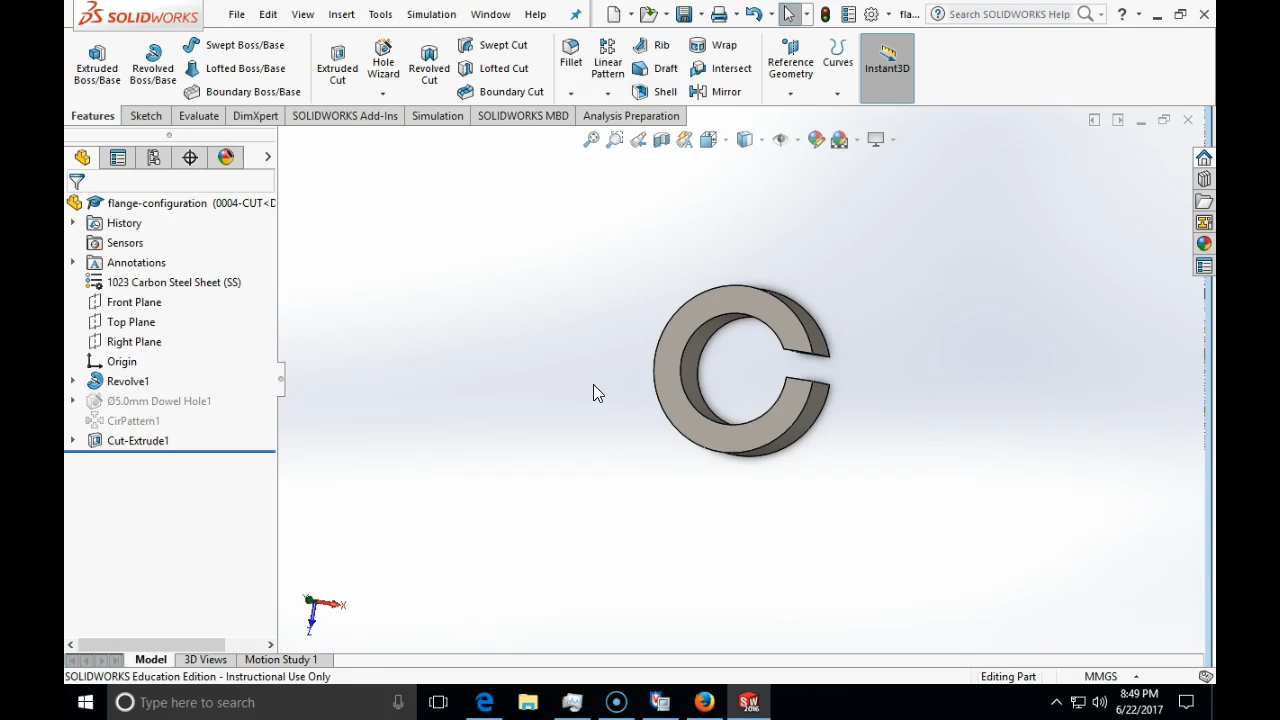 SOLIDWORKS File Edit View Insert Tools Simulation Window Help fla... Search SOLIDWORKS Help ?
Extruded Boss/Base Revolved Boss/Base Swept Boss/Base Lofted Boss/Base Boundary Boss/Base Extruded Cut Hole Wizard Revolved Cut Swept Cut Lofted Cut Boundary Cut Fillet Linear Pattern Rib Draft Shell Wrap Intersect Mirror Reference Geometry Curves Instant3D
Features Sketch Evaluate DimXpert SOLIDWORKS Add-Ins Simulation SOLIDWORKS MBD Analysis Preparation
flange-configuration (0004-CUT<D
History
Sensors
Annotations
1023 Carbon Steel Sheet (SS)
Front Plane
Top Plane
Right Plane
Origin
Revolve1
Ø5.0mm Dowel Hole1
CirPattern1
Cut-Extrude1
X
Z
Model 3D Views Motion Study 1
SOLIDWORKS Education Edition - Instructional Use Only Editing Part MMGS
Type here to search
8:49 PM
6/22/2017